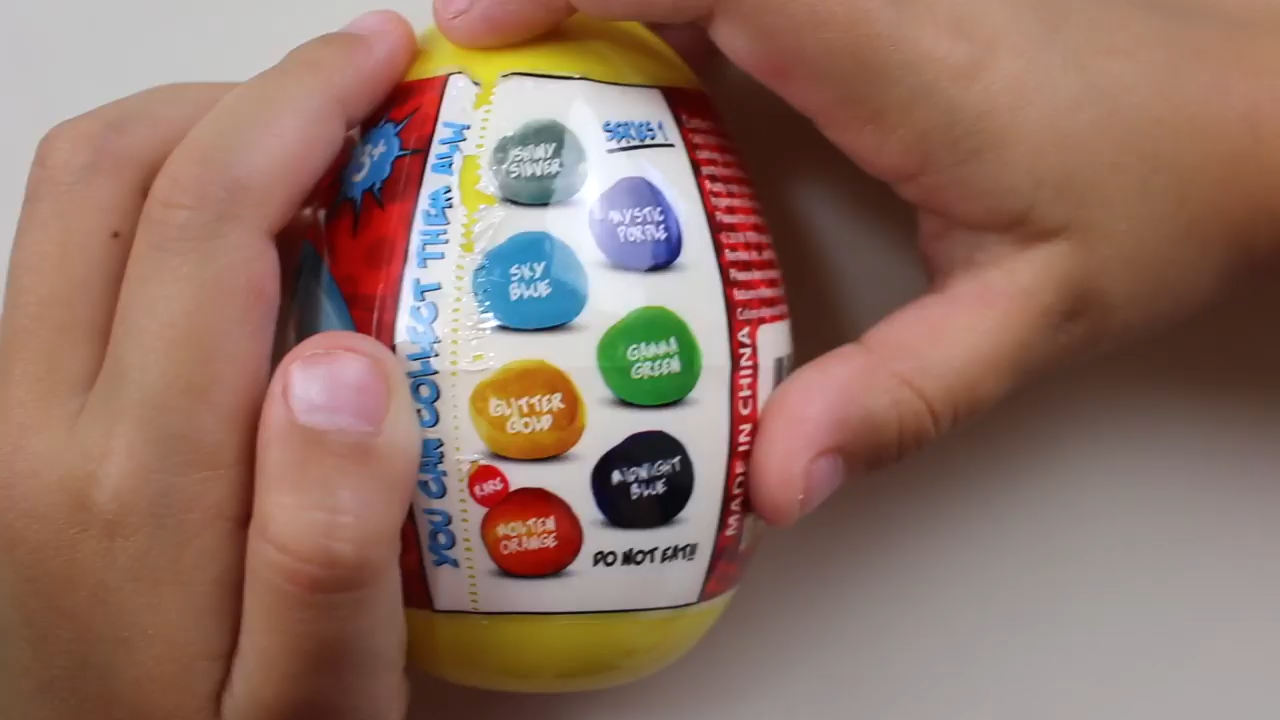 3+
YOU CAN COLLECT THEM ALL!
SERIES 1
SHINY
SILVER
MYSTIC
PURPLE
SKY
BLUE
GAMMA
GREEN
GLITTER
GOLD
MIDNIGHT
BLUE
RARE
MOLTEN
ORANGE
DO NOT EAT!!
MADE IN CHINA